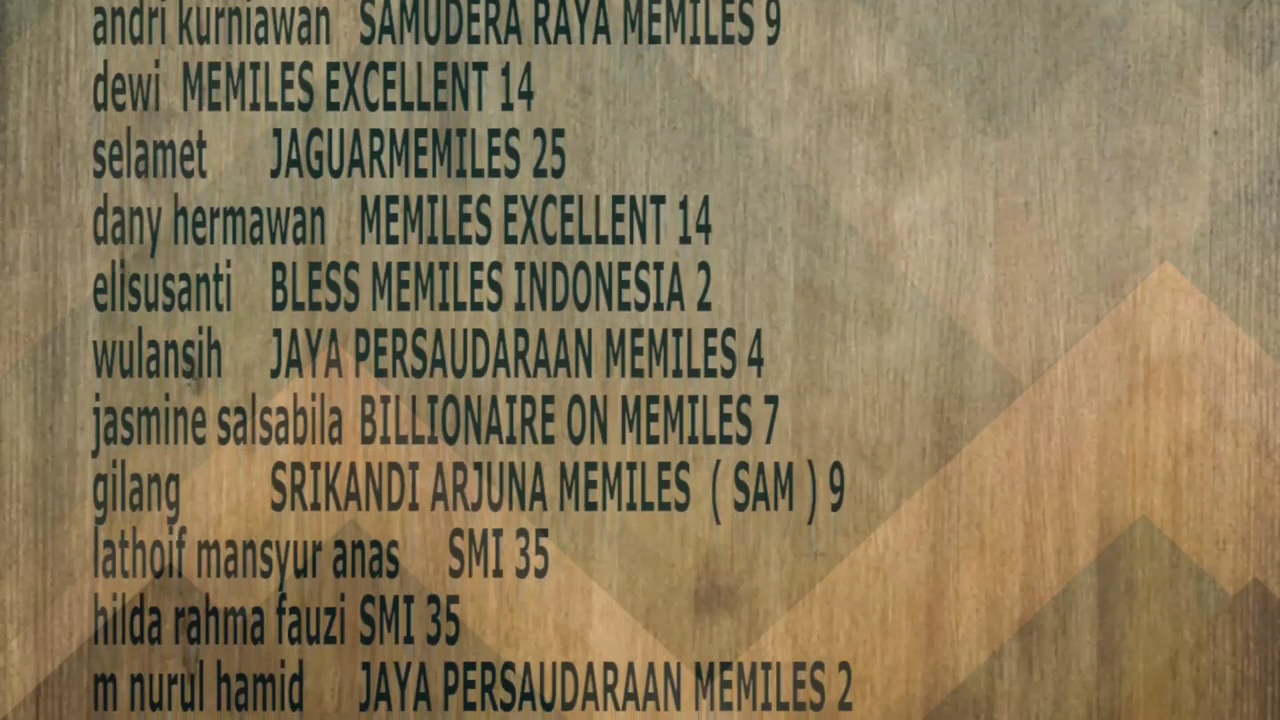 andri kurniawan SAMUDERA RAYA MEMILES 9
dewi MEMILES EXCELLENT 14
selamet JAGUARMEMILES 25
dany hermawan MEMILES EXCELLENT 14
elisusanti BLESS MEMILES INDONESIA 2
wulansih JAYA PERSAUDARAAN MEMILES 4
jasmine salsabila BILLIONAIRE ON MEMILES 7
gilang SRIKANDI ARJUNA MEMILES ( SAM ) 9
lathoif mansyur anas SMI 35
hilda rahma fauzi SMI 35
m nurul hamid JAYA PERSAUDARAAN MEMILES 2